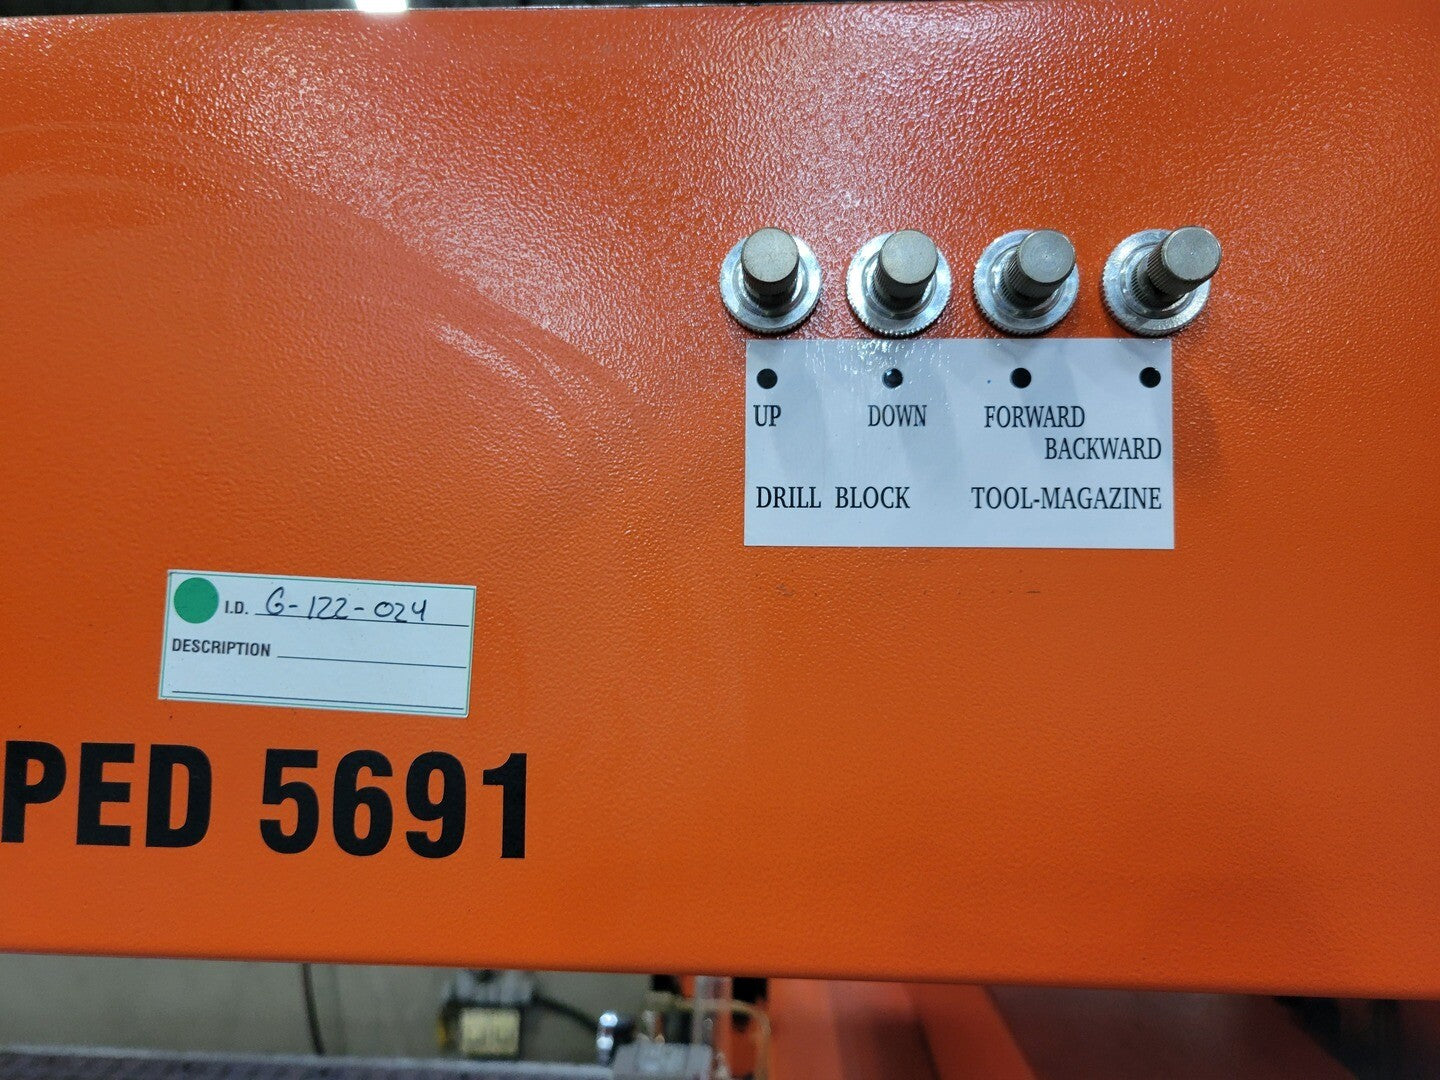 UP DOWN FORWARD
BACKWARD
DRILL BLOCK TOOL-MAGAZINE
I.D. G-122-024
DESCRIPTION
PED 5691